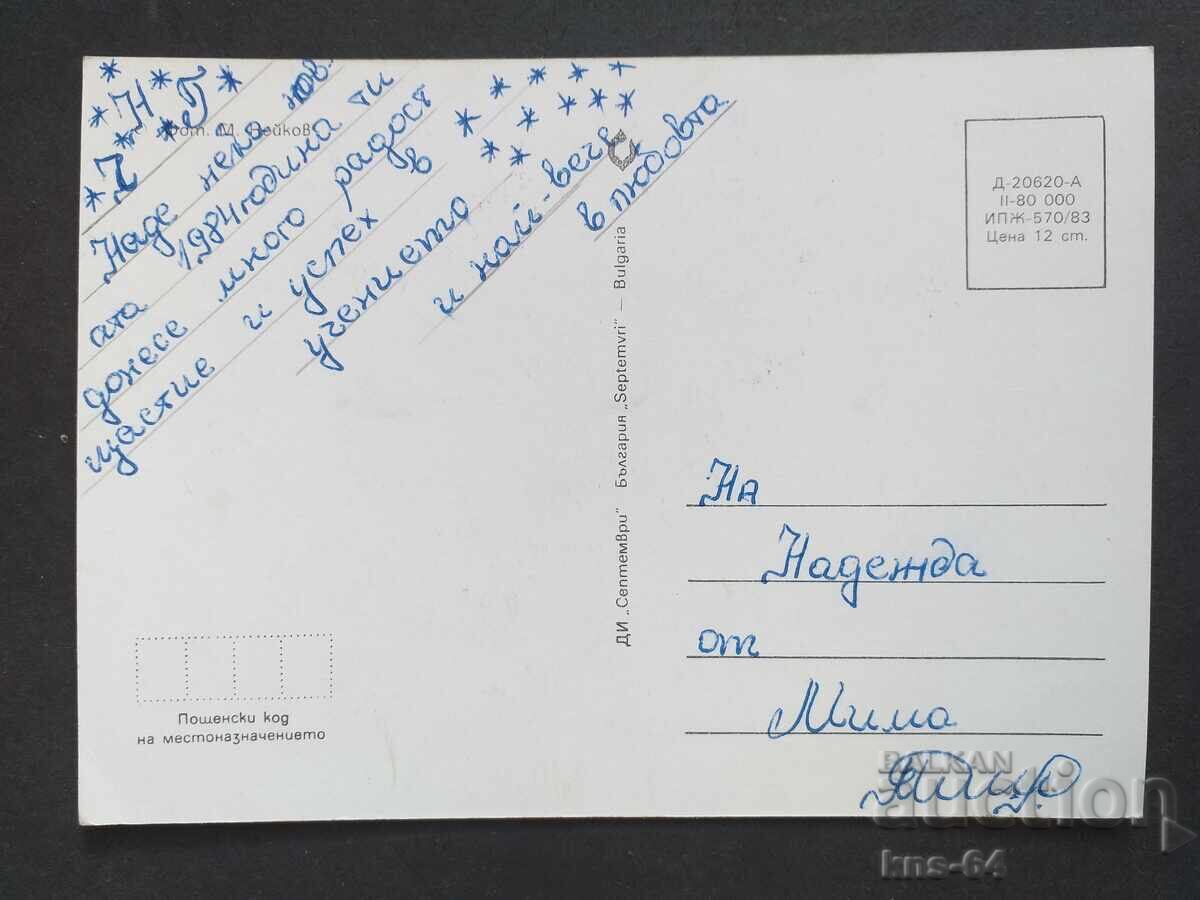 Ч Н Г
Фот. М. Нейков
Наде нека нов-
ата 1984 година ти
донесе много радост
щастие и успех в
учението
и най-вече
в любовта
ДИ „Септември" България „Septemvri" — Bulgaria
Д-20620-А
II-80 000
ИПЖ-570/83
Цена 12 ст.
На
Надежда
от
Мима
Пощенски код
на местоназначението
BALKAN
auction
kns-64